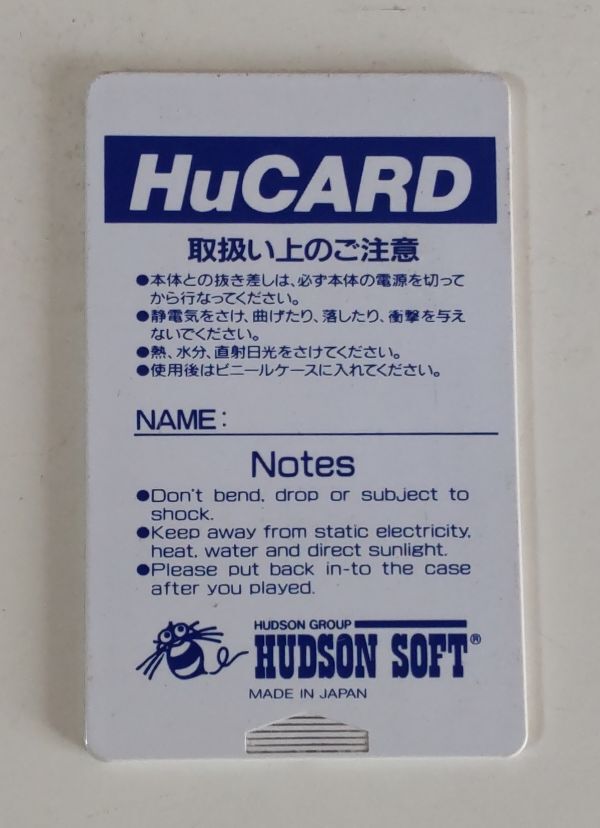 HuCARD
取扱い上のご注意
●本体との抜き差しは、必ず本体の電源を切って
から行なってください。
●静電気をさけ、曲げたり、落したり、衝撃を与え
ないでください。
●熱、水分、直射日光をさけてください。
●使用後はビニールケースに入れてください。
NAME:
Notes
●Don't bend, drop or subject to
shock.
●Keep away from static electricity,
heat, water and direct sunlight.
●Please put back in-to the case
after you played.
HUDSON GROUP
HUDSON SOFT®
MADE IN JAPAN